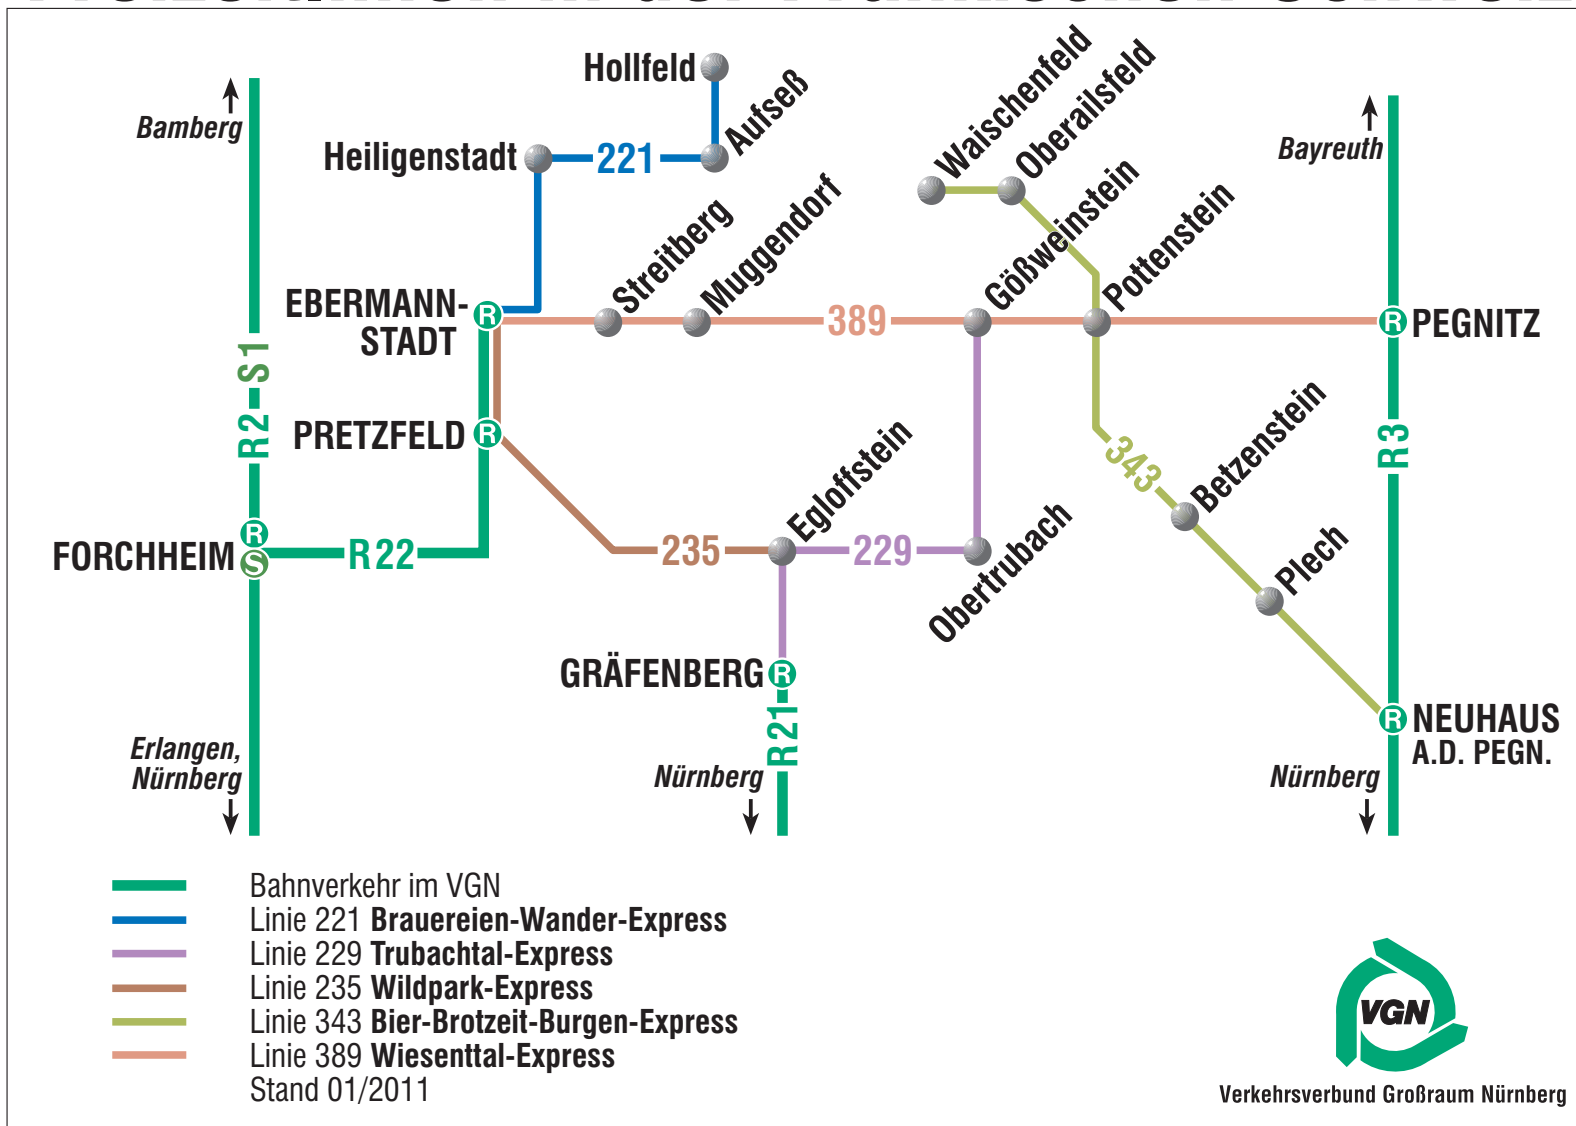 Hollfeld
Aufseß
Heiligenstadt
221
Bamberg
Waischenfeld
Oberailsfeld
Bayreuth
Streitberg
Muggendorf
Gößweinstein
Pottenstein
EBERMANN-
STADT
389
PEGNITZ
R2
S1
PRETZFELD
R3
343
Betzenstein
Egloffstein
Plech
FORCHHEIM
R22
235
229
Obertrubach
GRÄFENBERG
R21
NEUHAUS
A.D. PEGN.
Erlangen,
Nürnberg
Nürnberg
Nürnberg
R
R
R
R
R
R
S
Bahnverkehr im VGN
Linie 221 Brauereien-Wander-Express
Linie 229 Trubachtal-Express
Linie 235 Wildpark-Express
Linie 343 Bier-Brotzeit-Burgen-Express
Linie 389 Wiesenttal-Express
Stand 01/2011
VGN
Verkehrsverbund Großraum Nürnberg